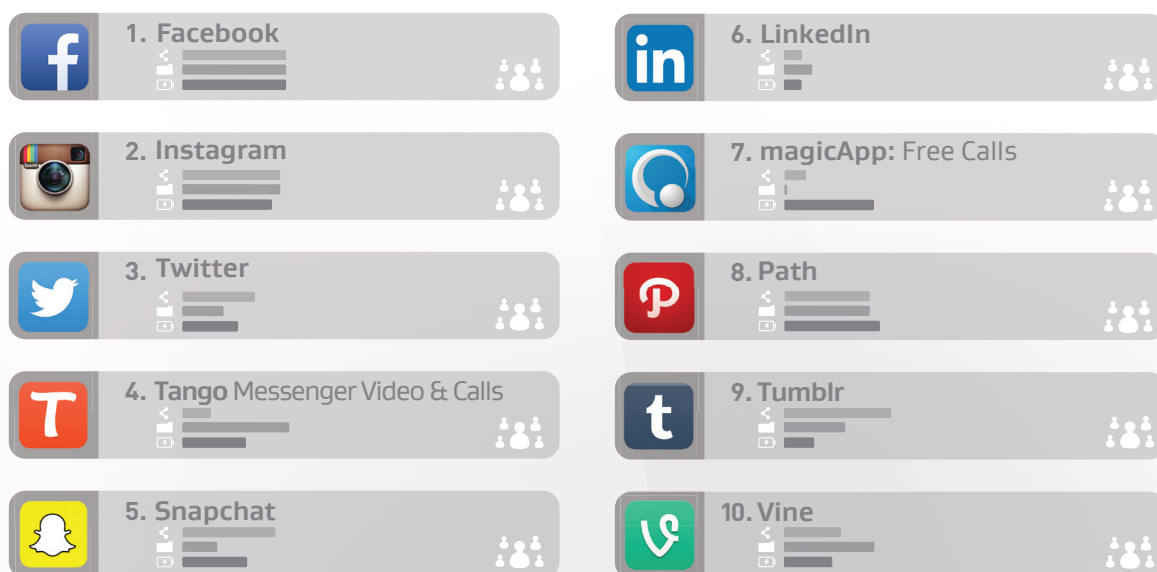 1. Facebook
2. Instagram
3. Twitter
4. Tango Messenger Video & Calls
5. Snapchat
6. LinkedIn
in
7. magicApp: Free Calls
8. Path
9. Tumblr
10. Vine